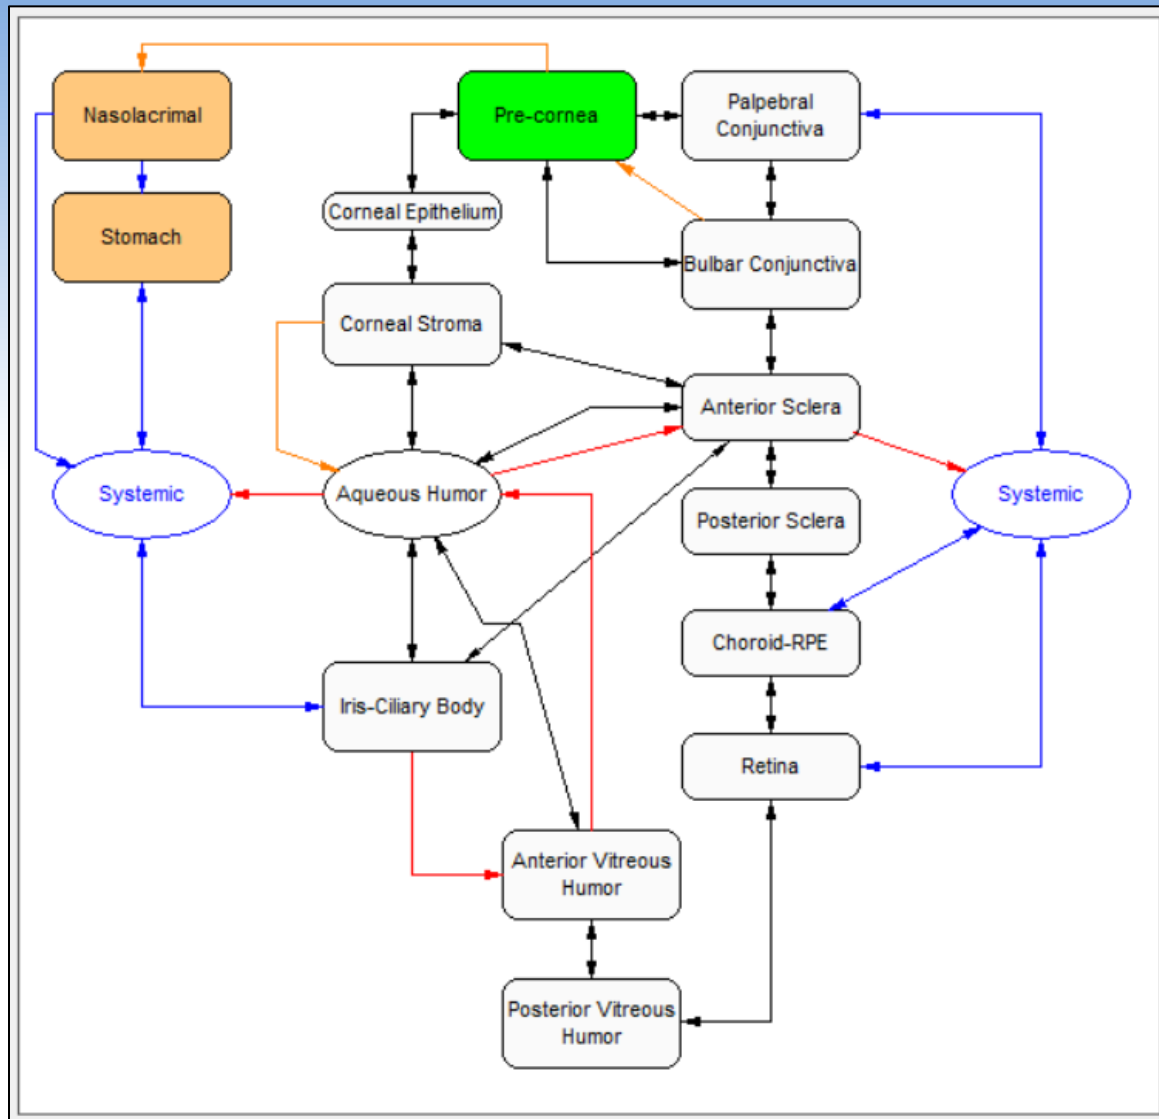 Nasolacrimal
Pre-cornea
Palpebral
Conjunctiva
Corneal Epithelium
Stomach
Bulbar Conjunctiva
Corneal Stroma
Anterior Sclera
Systemic
Aqueous Humor
Systemic
Posterior Sclera
Choroid-RPE
Iris-Ciliary Body
Retina
Anterior Vitreous
Humor
Posterior Vitreous
Humor